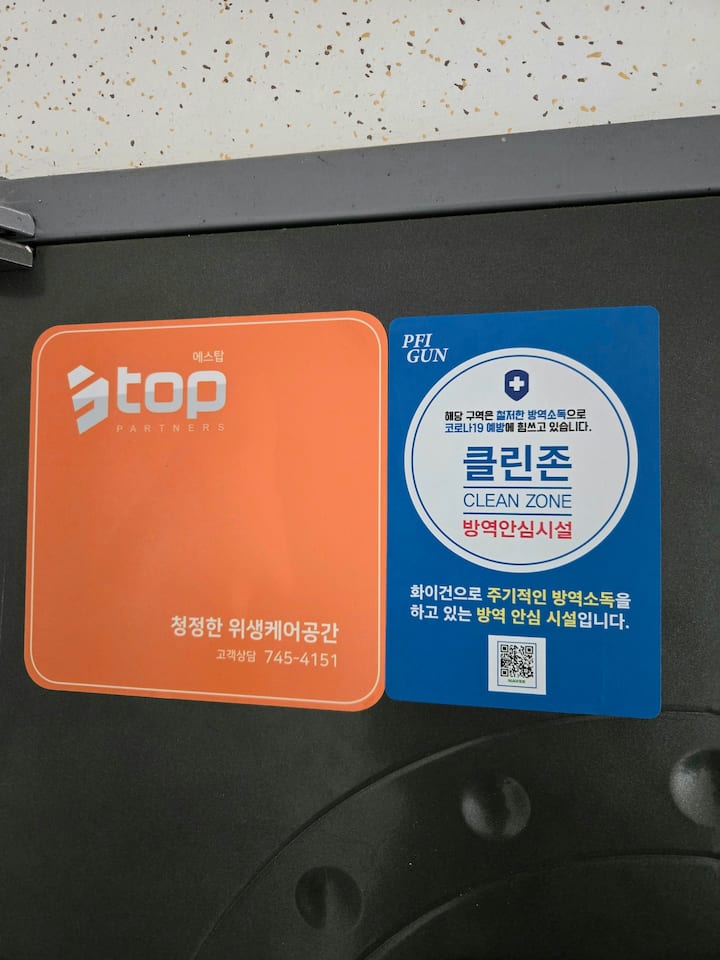 에스탑
Stop
PARTNERS
청정한 위생케어공간
고객상담 745-4151
PFI
GUN
해당 구역은 철저한 방역소독으로
코로나19 예방에 힘쓰고 있습니다.
클린존
CLEAN ZONE
방역안심시설
화이건으로 주기적인 방역소독을
하고 있는 방역 안심 시설입니다.
NAVER